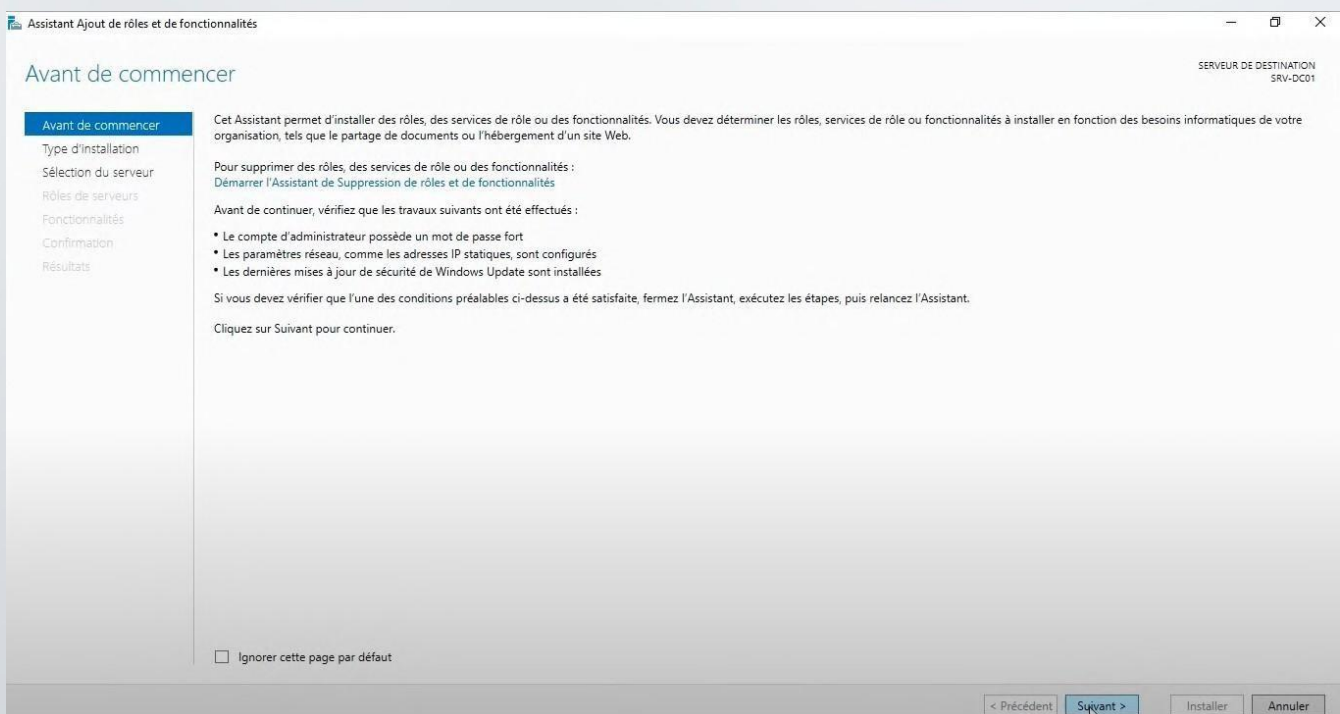 Assistant Ajout de rôles et de fonctionnalités
Avant de commencer
SERVEUR DE DESTINATION
SRV-DC01
Avant de commencer
Type d'installation
Sélection du serveur
Rôles de serveurs
Fonctionnalités
Confirmation
Résultats
Cet Assistant permet d'installer des rôles, des services de rôle ou des fonctionnalités. Vous devez déterminer les rôles, services de rôle ou fonctionnalités à installer en fonction des besoins informatiques de votre
organisation, tels que le partage de documents ou l'hébergement d'un site Web.
Pour supprimer des rôles, des services de rôle ou des fonctionnalités :
Démarrer l'Assistant de Suppression de rôles et de fonctionnalités
Avant de continuer, vérifiez que les travaux suivants ont été effectués :
• Le compte d'administrateur possède un mot de passe fort
• Les paramètres réseau, comme les adresses IP statiques, sont configurés
• Les dernières mises à jour de sécurité de Windows Update sont installées
Si vous devez vérifier que l'une des conditions préalables ci-dessus a été satisfaite, fermez l'Assistant, exécutez les étapes, puis relancez l'Assistant.
Cliquez sur Suivant pour continuer.
Ignorer cette page par défaut
< Précédent
Suivant >
Installer
Annuler